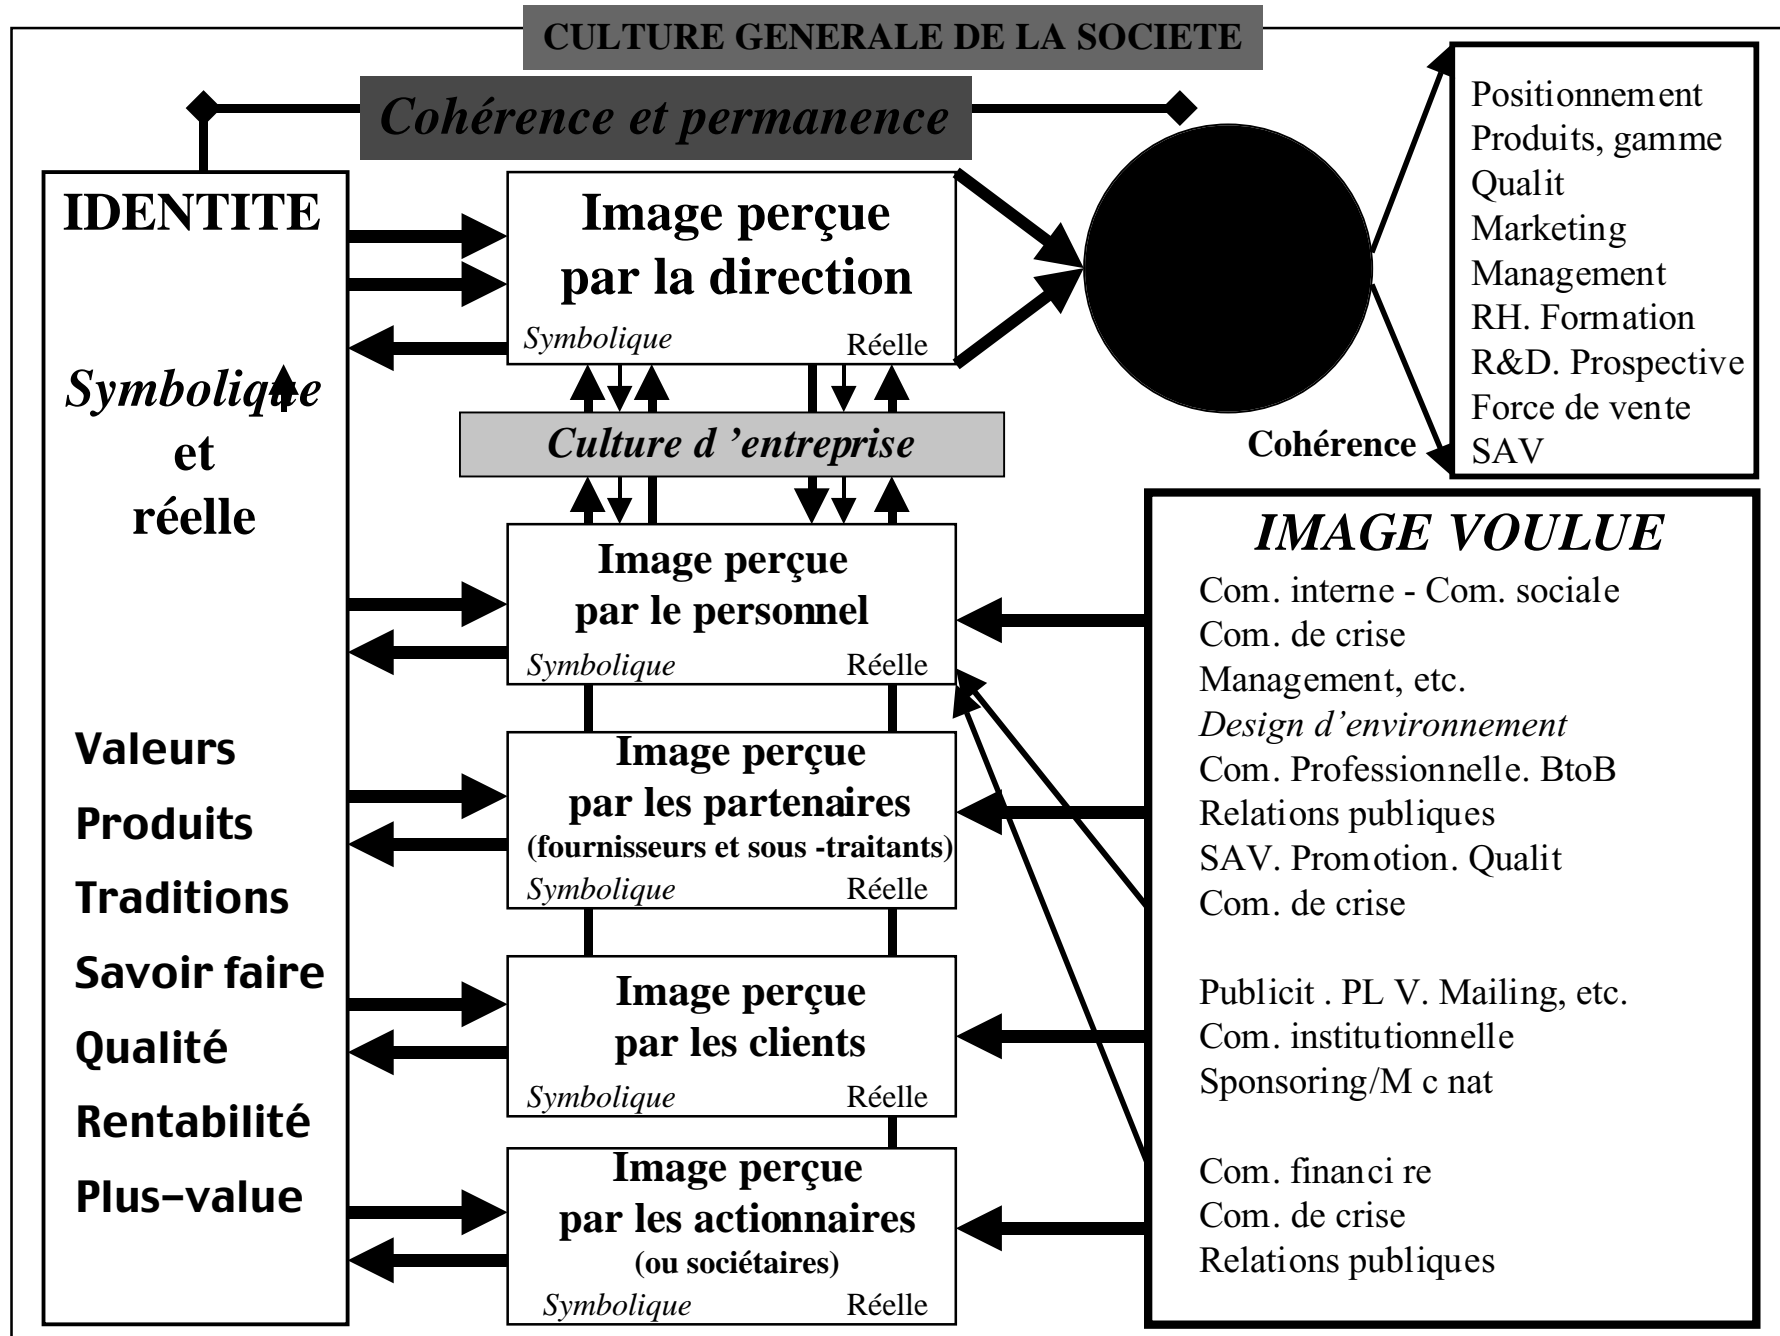 CULTURE GENERALE DE LA SOCIETE
Cohérence et permanence
IDENTITE
Symbolique
et
réelle
Valeurs
Produits
Traditions
Savoir faire
Qualité
Rentabilité
Plus-value
Image perçue
par la direction
Symbolique Réelle
Culture d ’entreprise
Image perçue
par le personnel
Symbolique Réelle
Image perçue
par les partenaires
(fournisseurs et sous -traitants)
Symbolique Réelle
Image perçue
par les clients
Symbolique Réelle
Image perçue
par les actionnaires
(ou sociétaires)
Symbolique Réelle
Cohérence
Positionnement
Produits, gamme
Qualit
Marketing
Management
RH. Formation
R&D. Prospective
Force de vente
SAV
IMAGE VOULUE
Com. interne - Com. sociale
Com. de crise
Management, etc.
Design d’environnement
Com. Professionnelle. BtoB
Relations publiques
SAV. Promotion. Qualit
Com. de crise
Publicit . PL V. Mailing, etc.
Com. institutionnelle
Sponsoring/M c nat
Com. financi re
Com. de crise
Relations publiques